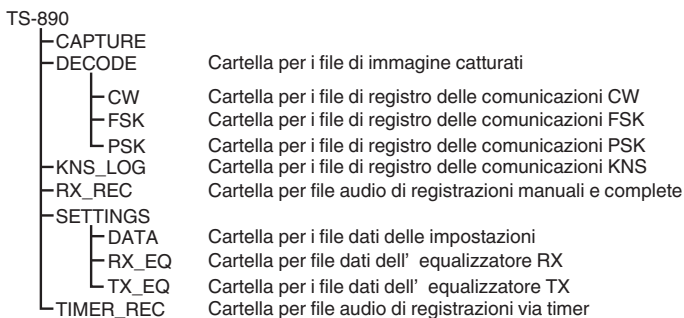 TS-890
CAPTURE
DECODE Cartella per i file di immagine catturati
CW Cartella per i file di registro delle comunicazioni CW
FSK Cartella per i file di registro delle comunicazioni FSK
PSK Cartella per i file di registro delle comunicazioni PSK
KNS_LOG Cartella per i file di registro delle comunicazioni KNS
RX_REC Cartella per file audio di registrazioni manuali e complete
SETTINGS
DATA Cartella per i file dati delle impostazioni
RX_EQ Cartella per file dati dell’ equalizzatore RX
TX_EQ Cartella per i file dati dell’ equalizzatore TX
TIMER_REC Cartella per file audio di registrazioni via timer